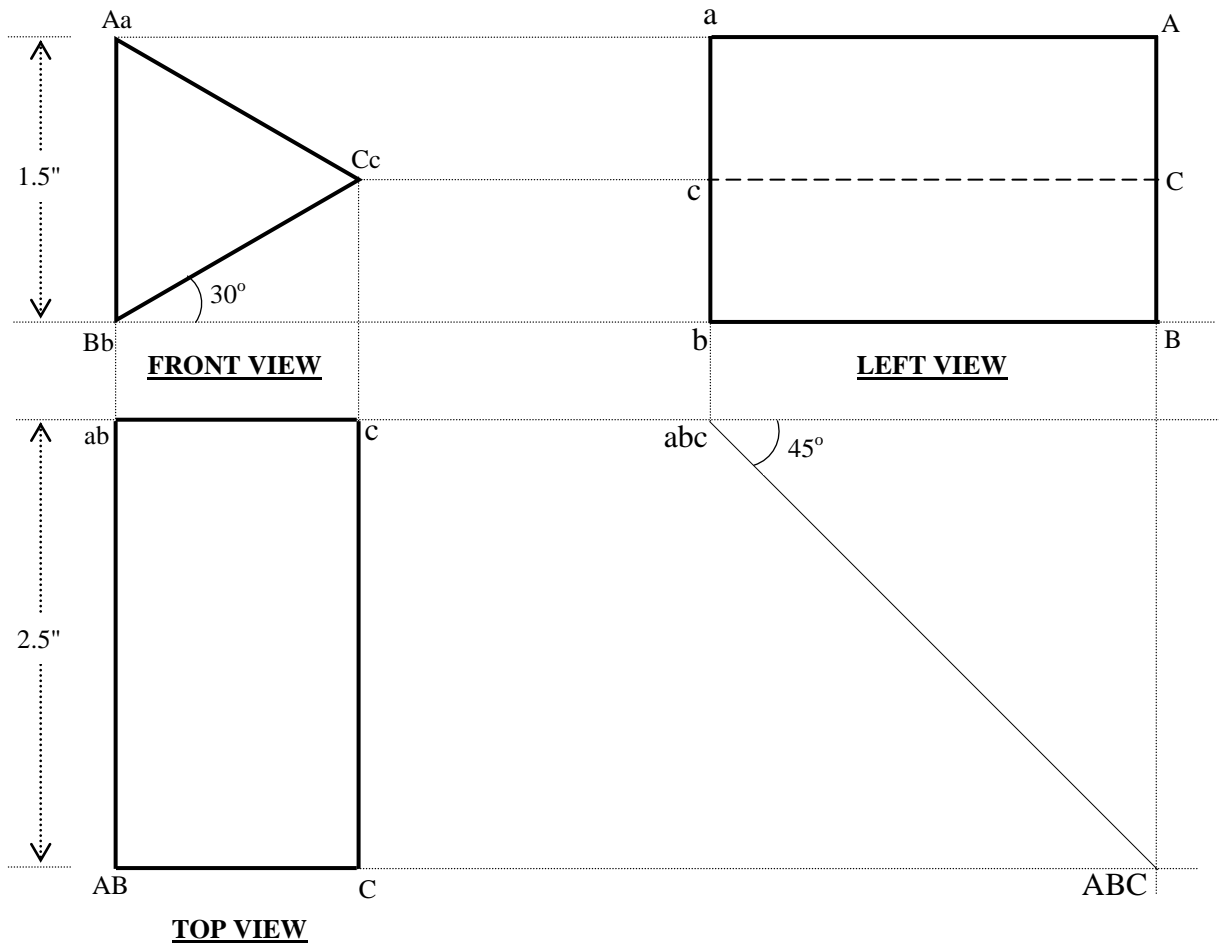 Aa
a
A
1.5"
Cc
c
C
30°
Bb
b
B
FRONT VIEW
LEFT VIEW
ab
c
abc
45°
2.5"
AB
C
ABC
TOP VIEW